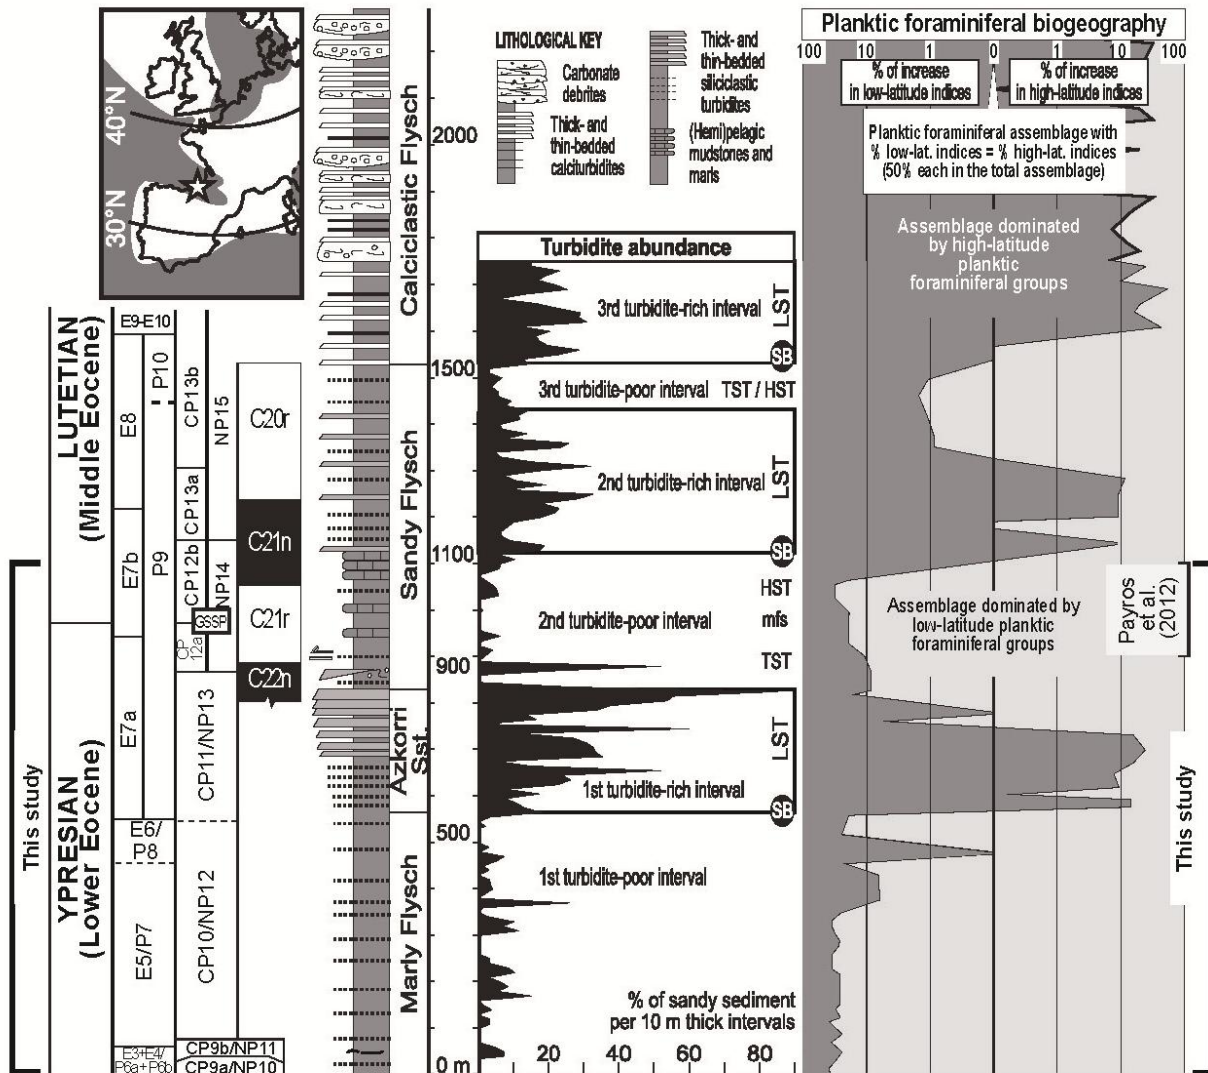 40°N
30°N
LITHOLOGICAL KEY
Carbonate
debrites
Thick- and
thin-bedded
calciturbidites
Thick- and
thin-bedded
siliciclastic
turbidites
(Hemi)pelagic
mudstones and
marls
Planktic foraminiferal biogeography
100 10 1 0 1 10 100
% of increase
in low-latitude indices
% of increase
in high-latitude indices
Planktic foraminiferal assemblage with
% low-lat. indices = % high-lat. indices
(50% each in the total assemblage)
Assemblage dominated
by high-latitude
planktic
foraminiferal groups
Assemblage dominated by
low-latitude planktic
foraminiferal groups
Payros
et al.
(2012)
This study
This study
LUTETIAN
(Middle Eocene)
YPRESIAN
(Lower Eocene)
E9-E10
E8
E7b
E7a
E6/
P8
E5/P7
E3+E4/
P6a+P6b
P10
P9
CP13b
CP13a
CP12b
GSSP
CP
12a
CP11/NP13
CP10/NP12
CP9b/NP11
CP9a/NP10
NP15
NP14
C20r
C21n
C21r
C22n
Calciclastic Flysch
Sandy Flysch
Azkorri
Sst.
Marly Flysch
2000
1500
1100
900
500
0 m
Turbidite abundance
3rd turbidite-rich interval
LST
SB
3rd turbidite-poor interval TST / HST
2nd turbidite-rich interval
LST
SB
HST
2nd turbidite-poor interval mfs
TST
LST
1st turbidite-rich interval
SB
1st turbidite-poor interval
% of sandy sediment
per 10 m thick intervals
20 40 60 80